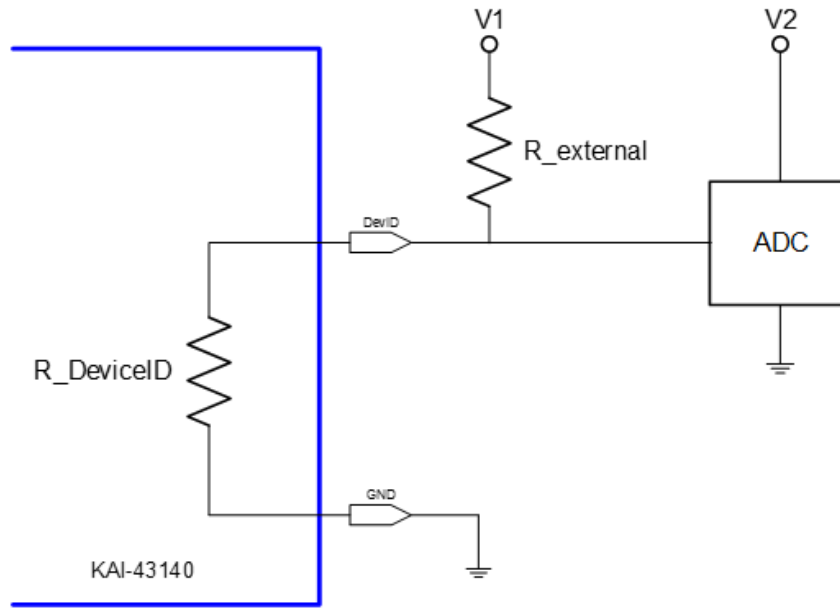 V1
V2
R_external
DevID
ADC
R_DeviceID
GND
KAI-43140